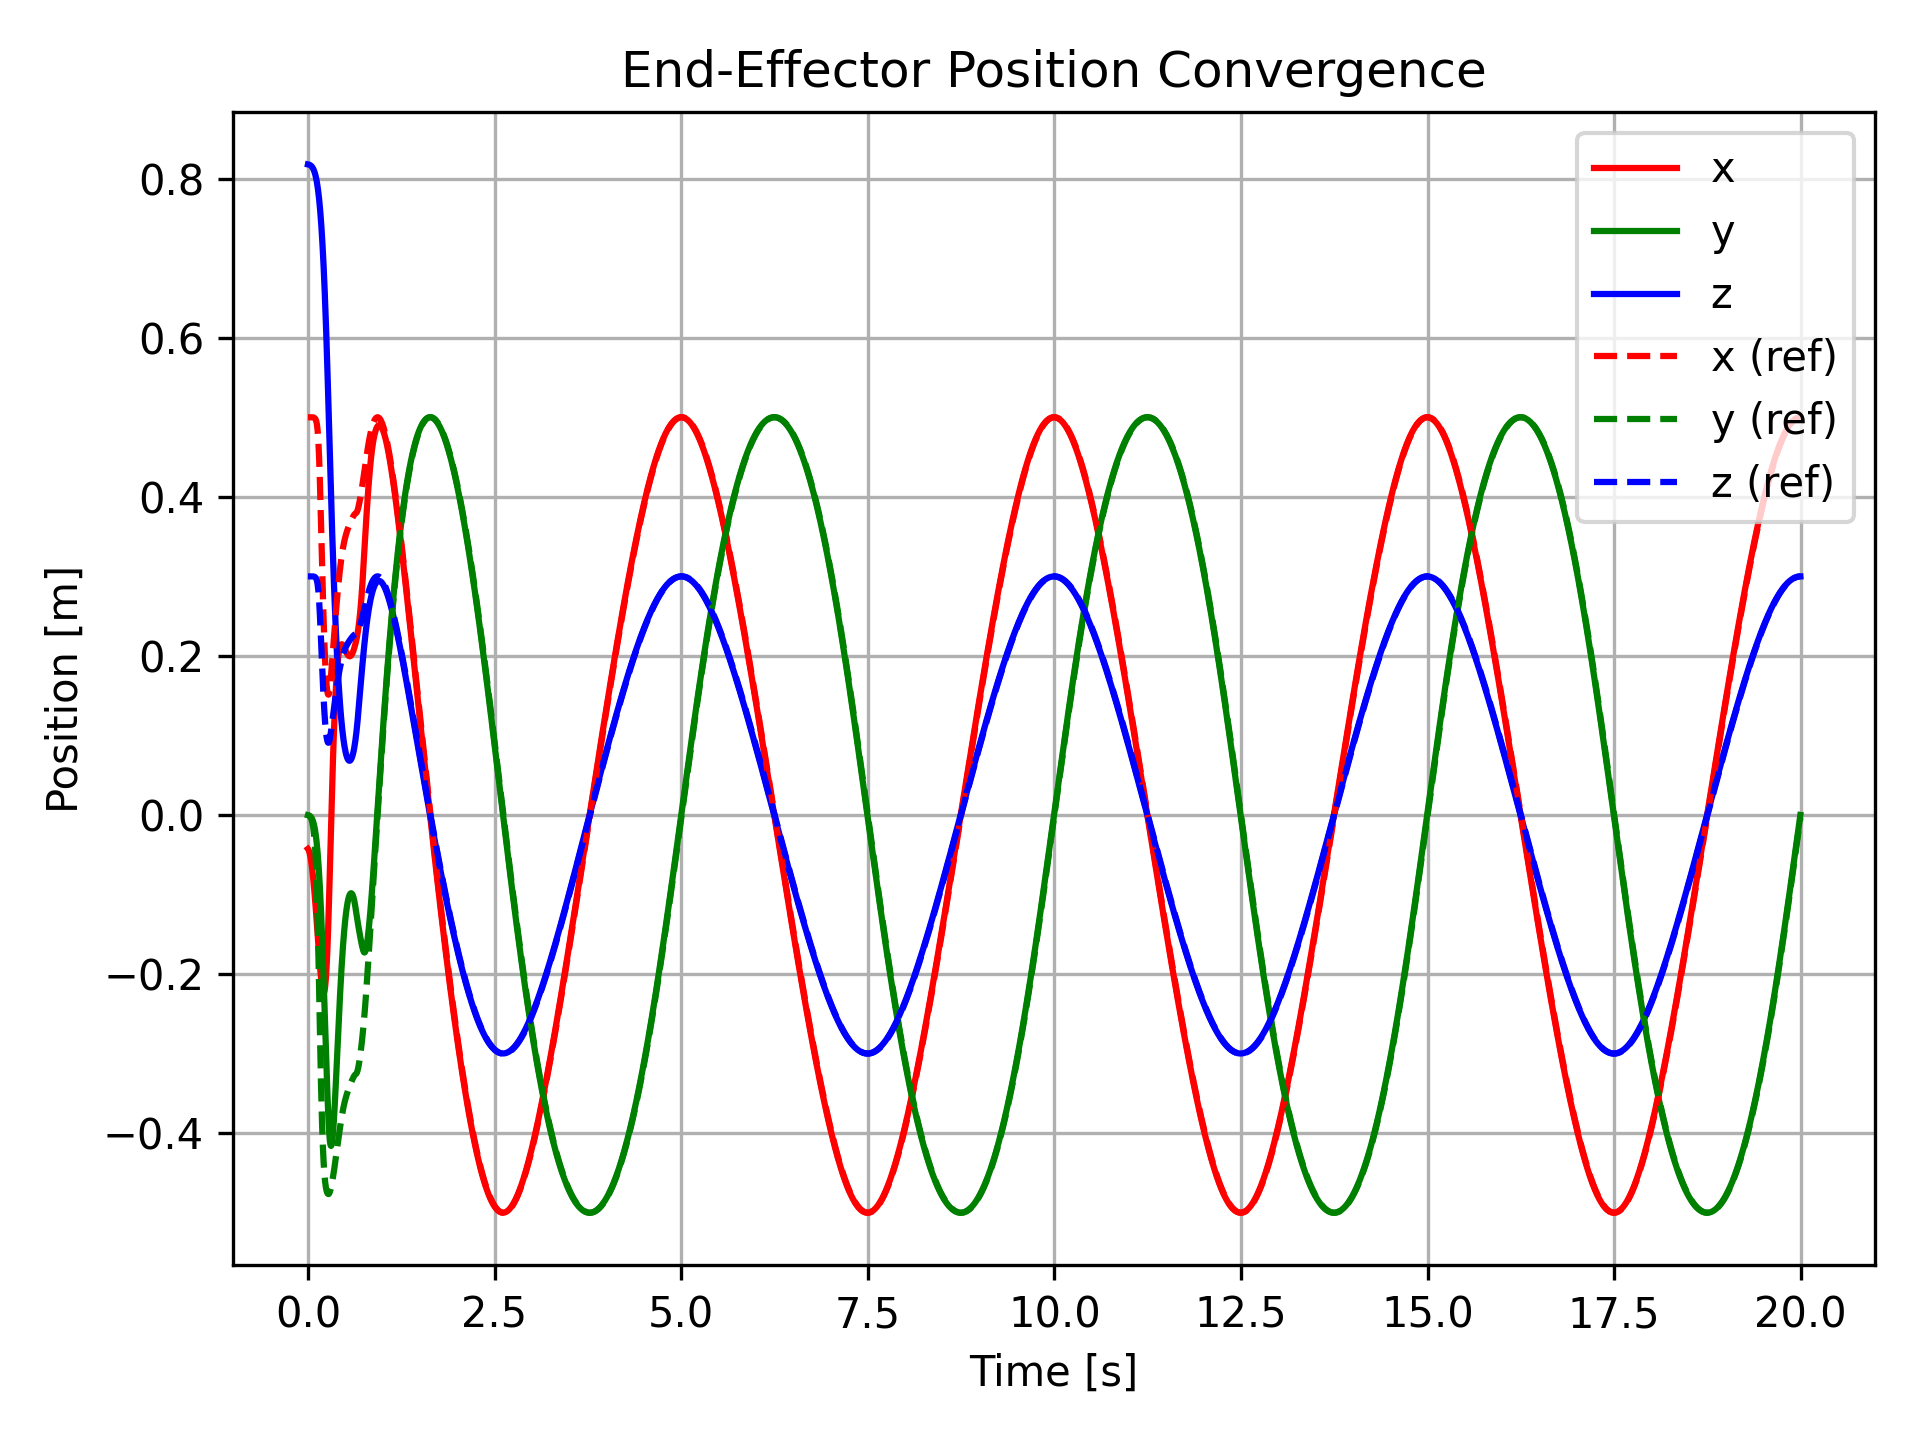 End-Effector Position Convergence
Position [m]
0.8
0.6
0.4
0.2
0.0
−0.2
−0.4
x
y
z
x (ref)
y (ref)
z (ref)
0.0 2.5 5.0 7.5 10.0 12.5 15.0 17.5 20.0
Time [s]